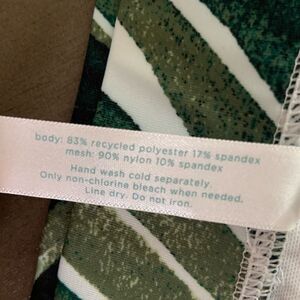 body: 83% recycled polyester 17% spandex
mesh: 90% nylon 10% spandex
Hand wash cold separately.
Only non-chlorine bleach when needed.
Line dry. Do not iron.